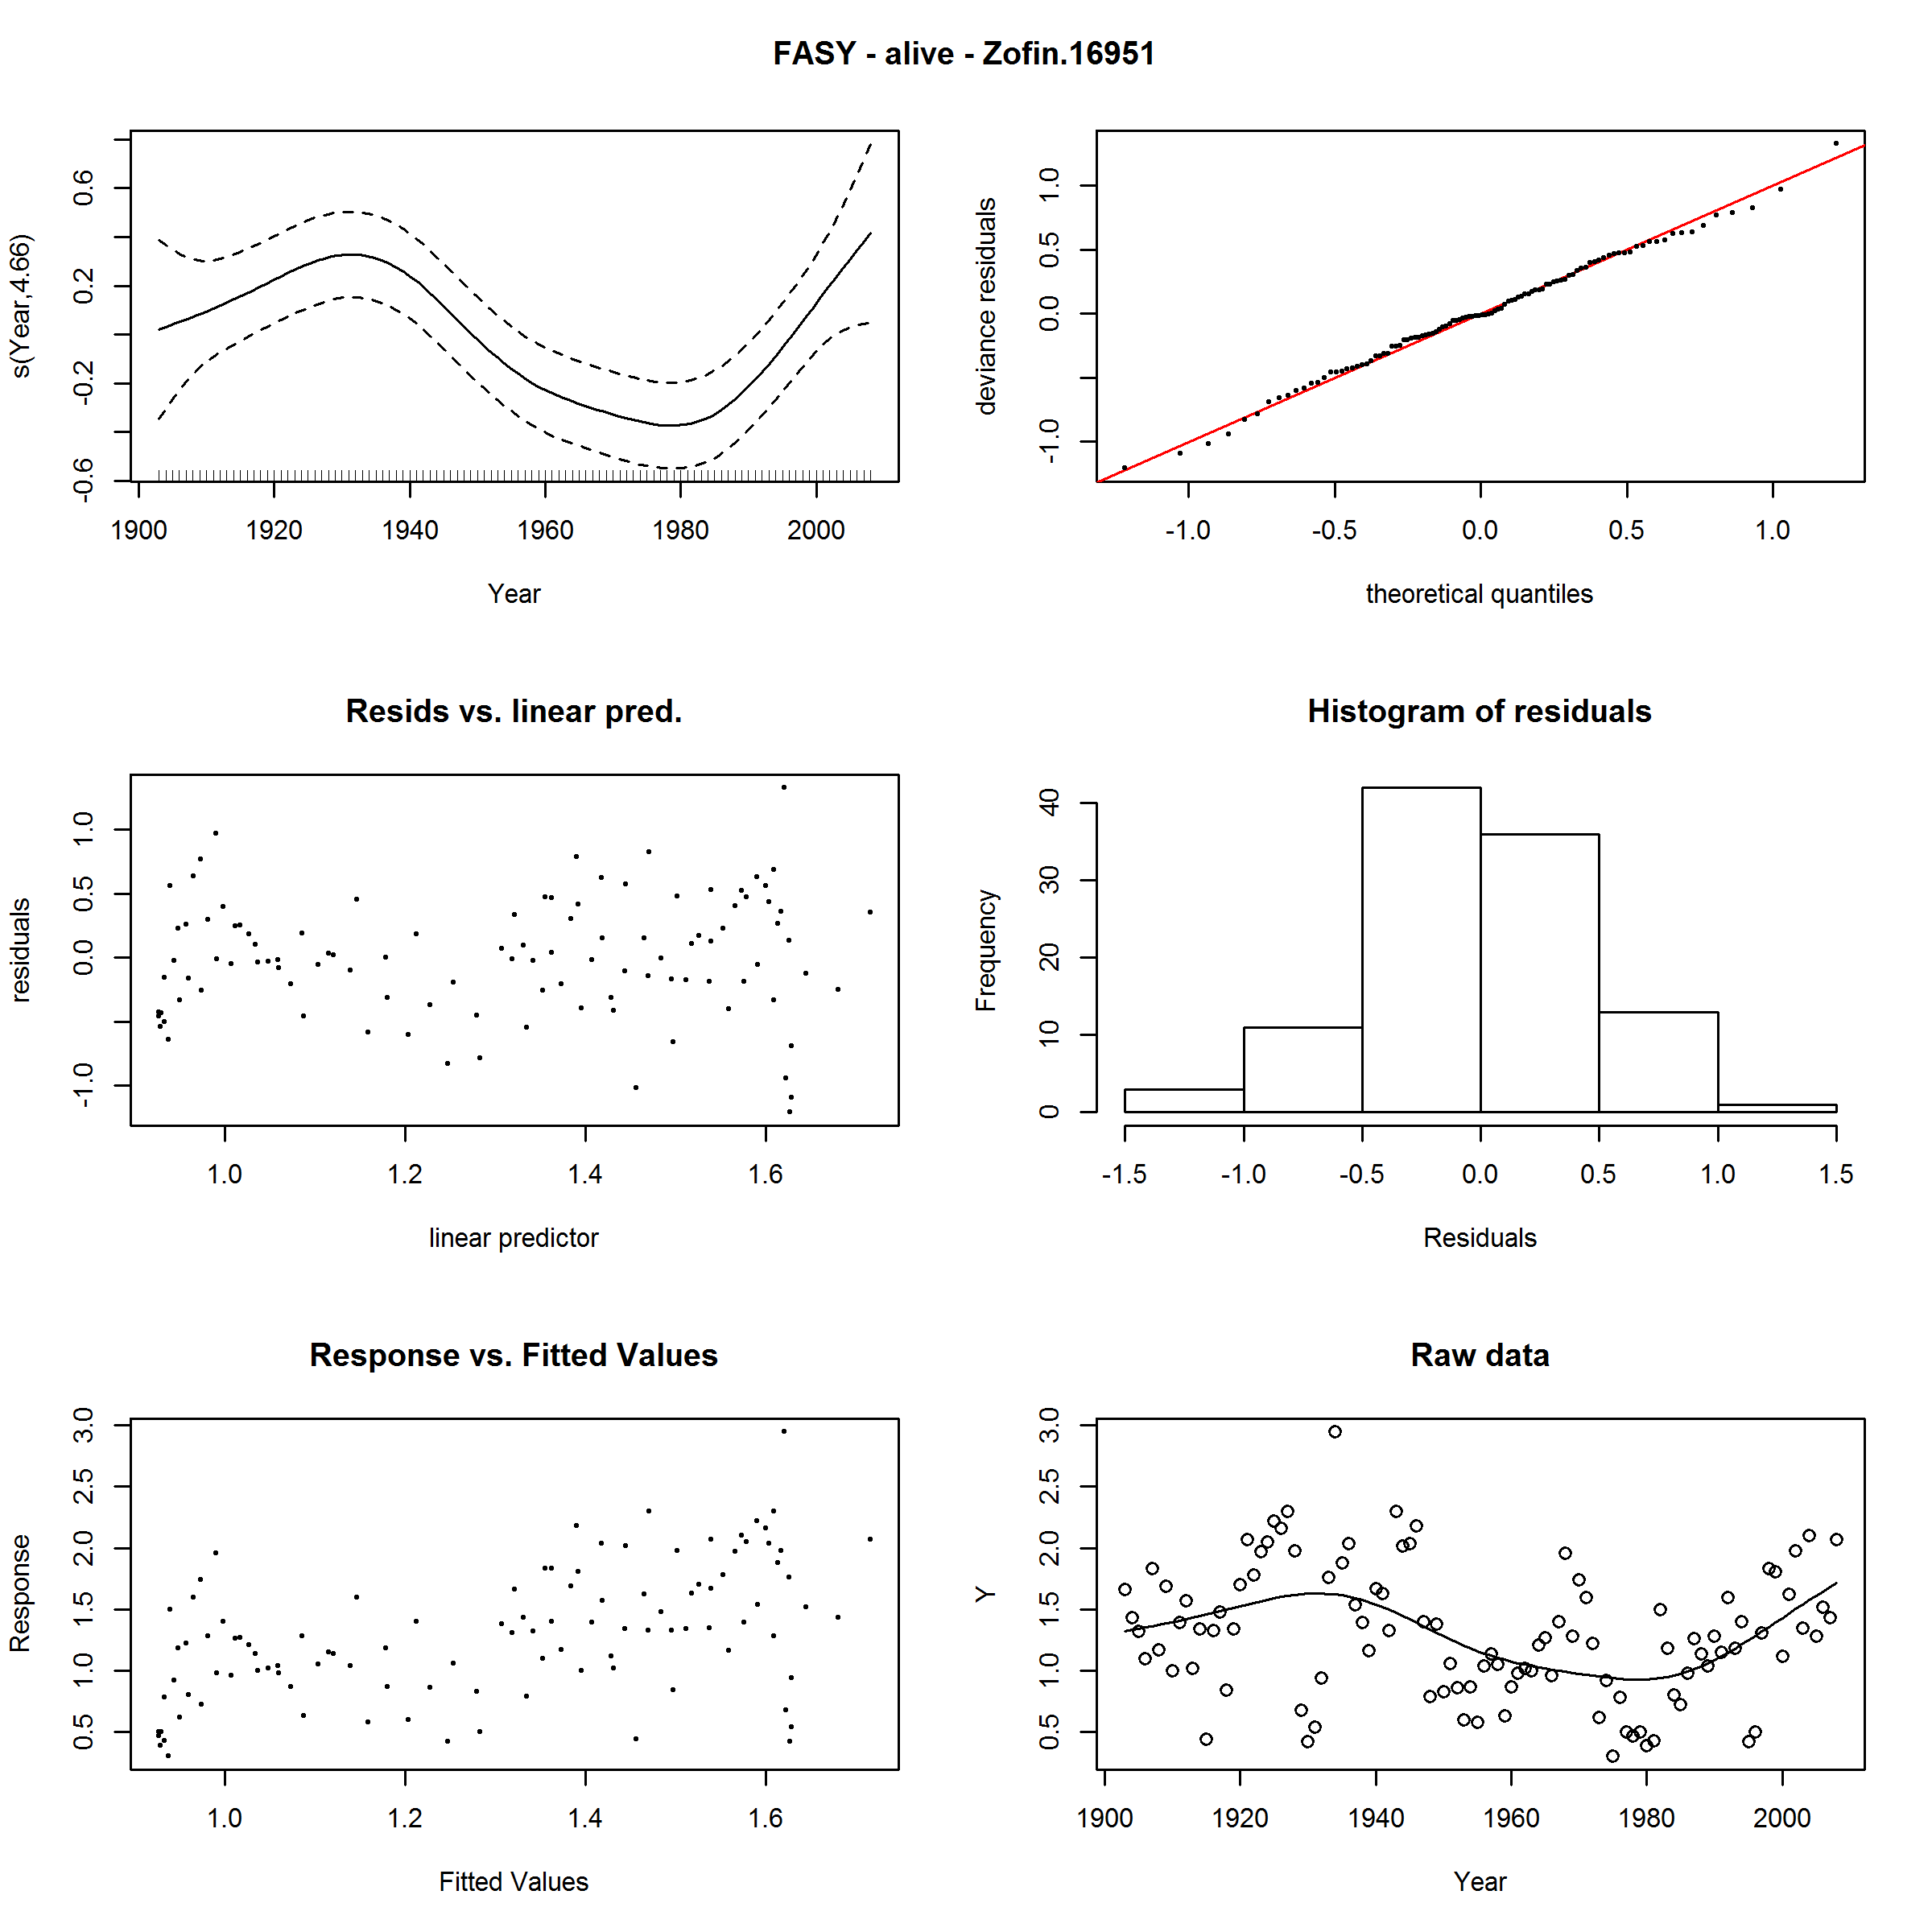 FASY - alive - Zofin.16951
s(Year,4.66)
-0.6 -0.2 0.2 0.6
1900 1920 1940 1960 1980 2000
Year
deviance residuals
-1.0 0.0 0.5 1.0
-1.0 -0.5 0.0 0.5 1.0
theoretical quantiles
Resids vs. linear pred.
residuals
-1.0 0.0 0.5 1.0
1.0 1.2 1.4 1.6
linear predictor
Histogram of residuals
Frequency
0 10 20 30 40
-1.5 -1.0 -0.5 0.0 0.5 1.0 1.5
Residuals
Response vs. Fitted Values
Response
0.5 1.0 1.5 2.0 2.5 3.0
1.0 1.2 1.4 1.6
Fitted Values
Raw data
Y
0.5 1.0 1.5 2.0 2.5 3.0
1900 1920 1940 1960 1980 2000
Year